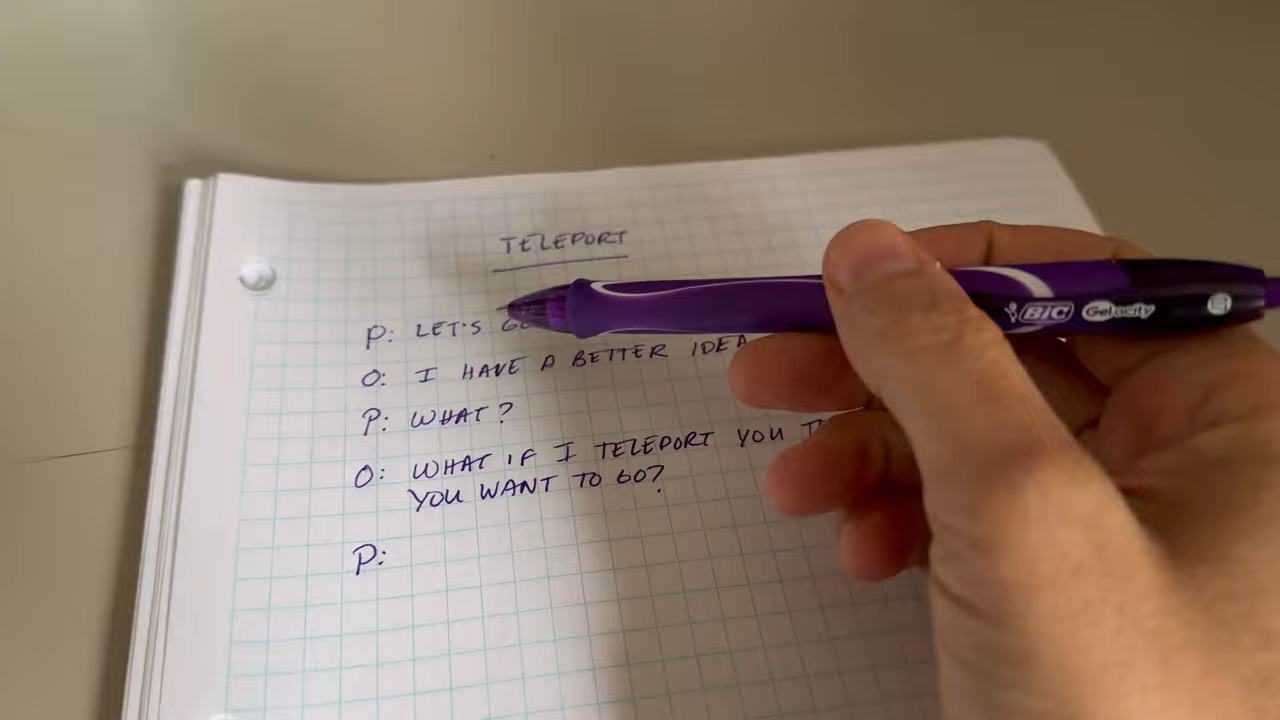 TELEPORT
P: LET'S
O: I HAVE A BETTER IDEA
P: WHAT?
O: WHAT IF I TELEPORT YOU
YOU WANT TO GO?
P:
BIC Gelocity